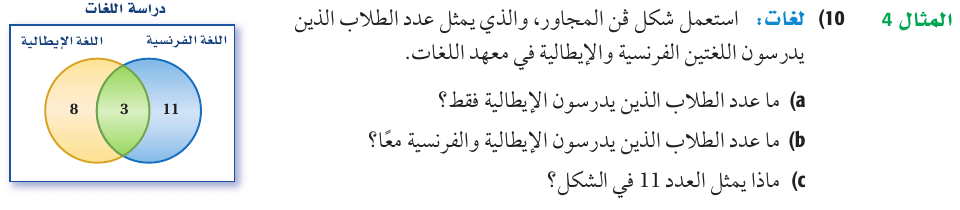 المثال 4
10) لغات: استعمل شكل ڤن المجاور، والذي يمثل عدد الطلاب الذين
يدرسون اللغتين الفرنسية والإيطالية في معهد اللغات.
a) ما عدد الطلاب الذين يدرسون الإيطالية فقط؟
b) ما عدد الطلاب الذين يدرسون الإيطالية والفرنسية معًا؟
c) ماذا يمثل العدد 11 في الشكل؟
دراسة اللغات
اللغة الفرنسية
اللغة الإيطالية
11
3
8